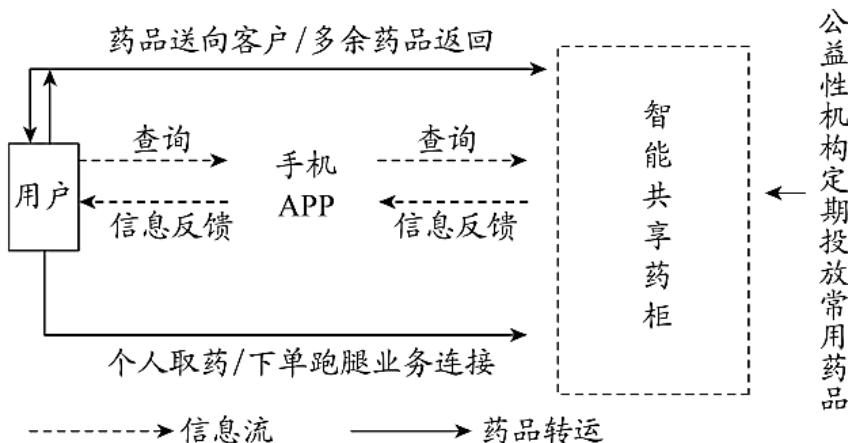 药品送向客户/多余药品返回
用户
查询
信息反馈
手机
APP
查询
信息反馈
智能共享药柜
公益性机构定期投放常用药品
个人取药/下单跑腿业务连接
信息流
药品转运